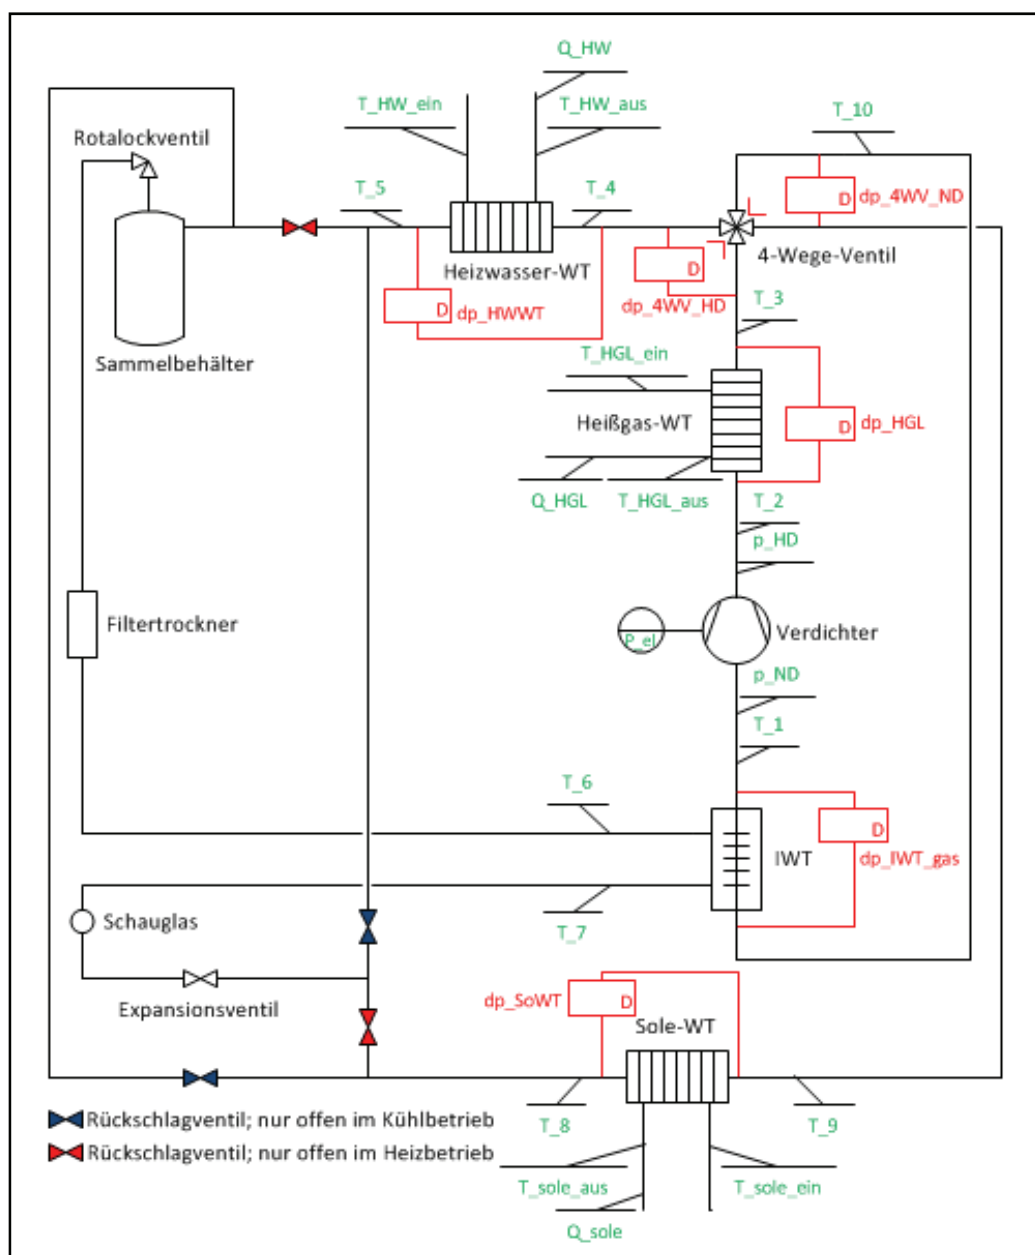 Q_HW
T_HW_ein
T_HW_aus
T_10
Rotalockventil
T_5
T_4
D
dp_4WV_ND
4-Wege-Ventil
Heizwasser-WT
D
dp_4WV_HD
D
dp_HWWT
T_3
Sammelbehälter
T_HGL_ein
Heißgas-WT
D
dp_HGL
Q_HGL
T_HGL_aus
T_2
p_HD
Filtertrockner
P_el
Verdichter
p_ND
T_1
T_6
D
IWT
dp_IWT_gas
Schauglas
T_7
Expansionsventil
dp_SoWT
D
Sole-WT
T_8
T_9
Rückschlagventil; nur offen im Kühlbetrieb
Rückschlagventil; nur offen im Heizbetrieb
T_sole_aus
T_sole_ein
Q_sole